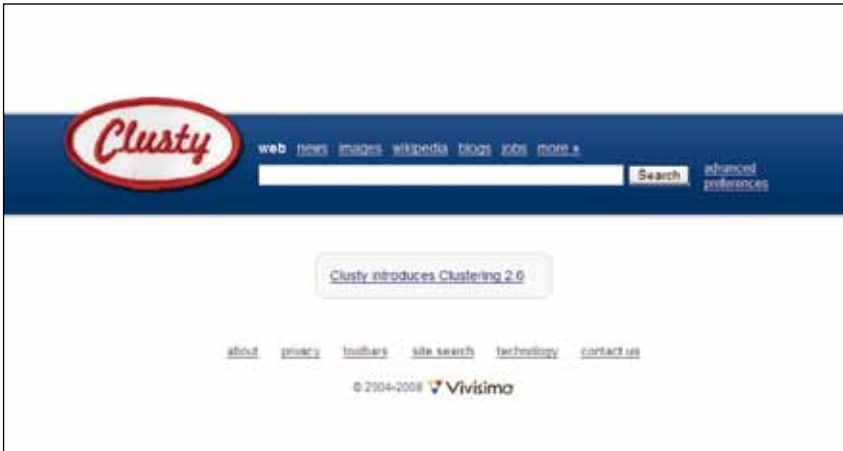 Clusty
web news images wikipedia blogs jobs more »
Search
advanced
preferences
Clusty introduces Clustering 2.0
about privacy toolbars site search technology contact us
© 2004-2008 Vivísimo